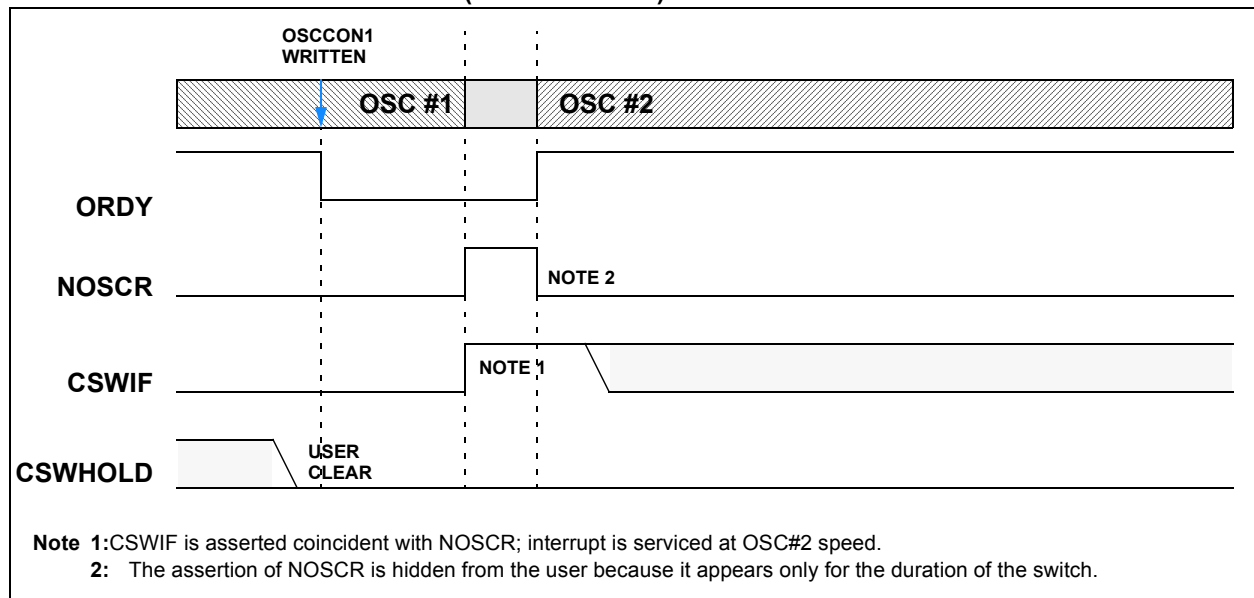 OSCCON1
WRITTEN
OSC #1
OSC #2
ORDY
NOSCR
NOTE 2
CSWIF
NOTE 1
CSWHOLD
USER
CLEAR
Note 1:CSWIF is asserted coincident with NOSCR; interrupt is serviced at OSC#2 speed.
2: The assertion of NOSCR is hidden from the user because it appears only for the duration of the switch.